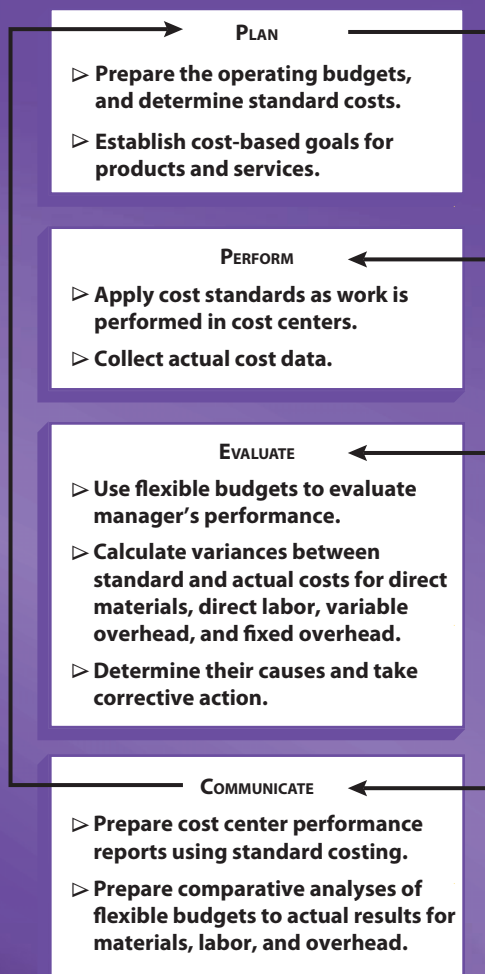 PLAN
▷ Prepare the operating budgets,
and determine standard costs.
▷ Establish cost-based goals for
products and services.
PERFORM
▷ Apply cost standards as work is
performed in cost centers.
▷ Collect actual cost data.
EVALUATE
▷ Use flexible budgets to evaluate
manager’s performance.
▷ Calculate variances between
standard and actual costs for direct
materials, direct labor, variable
overhead, and fixed overhead.
▷ Determine their causes and take
corrective action.
COMMUNICATE
▷ Prepare cost center performance
reports using standard costing.
▷ Prepare comparative analyses of
flexible budgets to actual results for
materials, labor, and overhead.